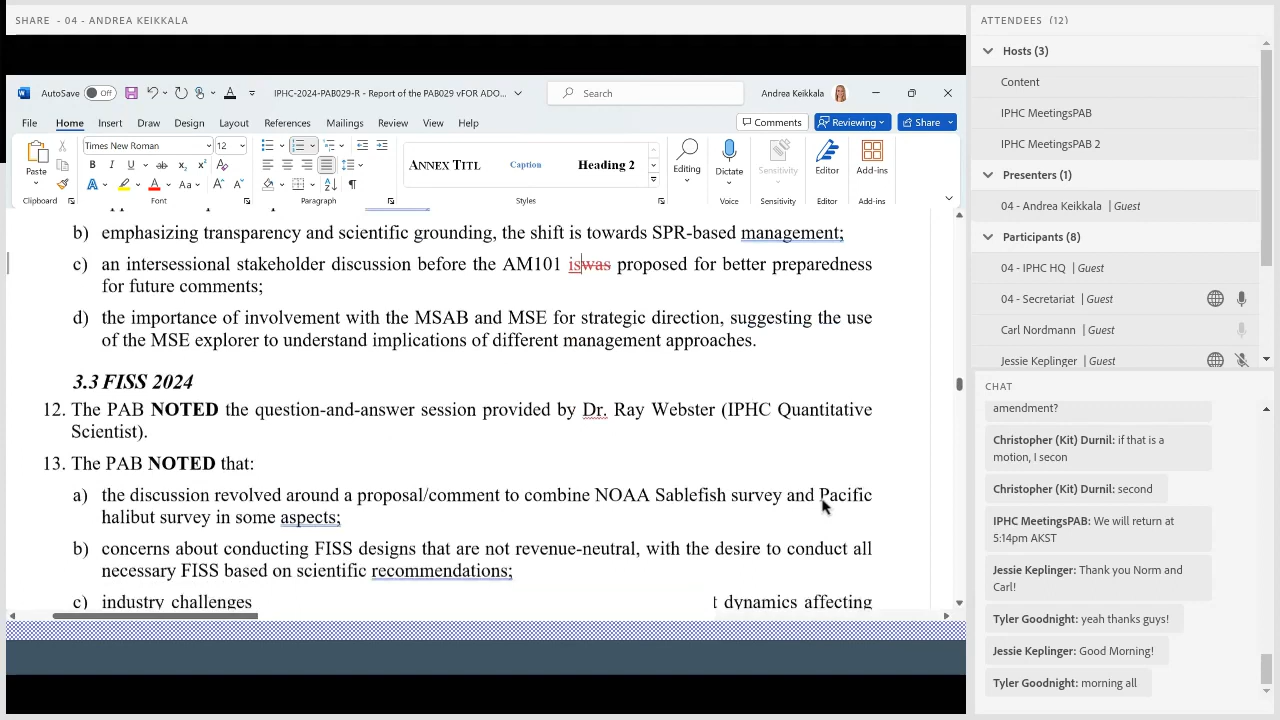 SHARE - 04 - ANDREA KEIKKALA
AutoSave Off
IPHC-2024-PAB029-R - Report of the PAB029 vFOR ADO...
Search
Andrea Keikkala
File Home Insert Draw Design Layout References Mailings Review View Help
Comments Reviewing Share
Paste
Times New Roman 12
ANNEX TITL Caption Heading 2
Editing Dictate Sensitivity Editor Add-ins
Clipboard Font Paragraph Styles Voice Sensitivity Editor Add-ins
b) emphasizing transparency and scientific grounding, the shift is towards SPR-based management;
c) an intersessional stakeholder discussion before the AM101 iswas proposed for better preparedness
for future comments;
d) the importance of involvement with the MSAB and MSE for strategic direction, suggesting the use
of the MSE explorer to understand implications of different management approaches.
3.3 FISS 2024
12. The PAB NOTED the question-and-answer session provided by Dr. Ray Webster (IPHC Quantitative
Scientist).
13. The PAB NOTED that:
a) the discussion revolved around a proposal/comment to combine NOAA Sablefish survey and Pacific
halibut survey in some aspects;
b) concerns about conducting FISS designs that are not revenue-neutral, with the desire to conduct all
necessary FISS based on scientific recommendations;
c) industry challenges t dynamics affecting
ATTENDEES (12)
Hosts (3)
Content
IPHC MeetingsPAB
IPHC MeetingsPAB 2
Presenters (1)
04 - Andrea Keikkala | Guest
Participants (8)
04 - IPHC HQ | Guest
04 - Secretariat | Guest
Carl Nordmann | Guest
Jessie Keplinger | Guest
CHAT
amendment?
Christopher (Kit) Durnil: if that is a
motion, I secon
Christopher (Kit) Durnil: second
IPHC MeetingsPAB: We will return at
5:14pm AKST
Jessie Keplinger: Thank you Norm and
Carl!
Tyler Goodnight: yeah thanks guys!
Jessie Keplinger: Good Morning!
Tyler Goodnight: morning all